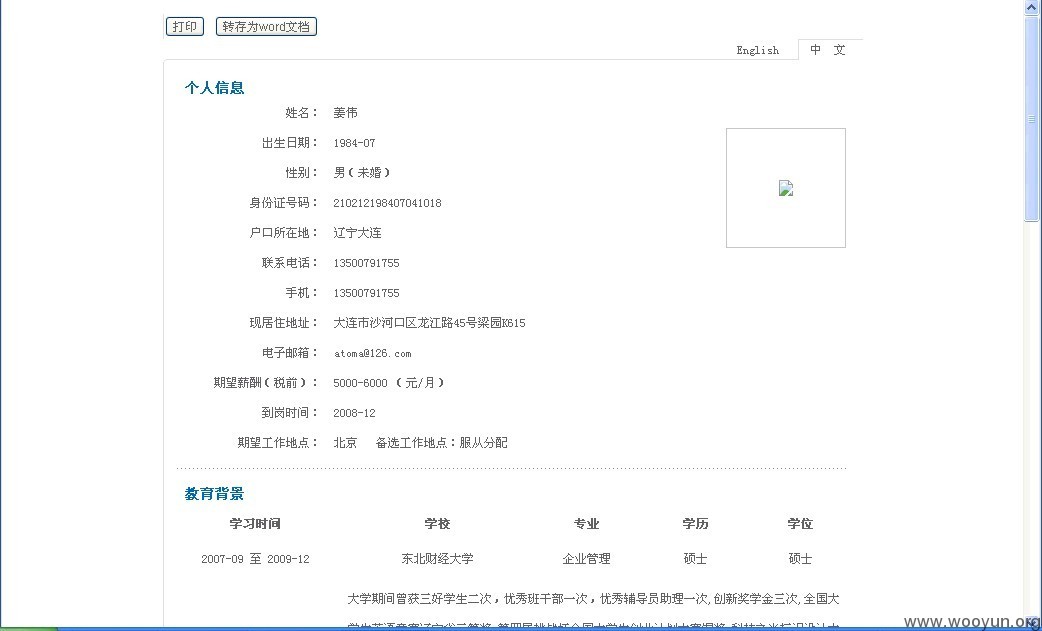 打印 转存为word文档
English 中 文
个人信息
姓名： 姜伟
出生日期： 1984-07
性别： 男（未婚）
身份证号码： 210212198407041018
户口所在地： 辽宁大连
联系电话： 13500791755
手机： 13500791755
现居住地址： 大连市沙河口区龙江路45号梁园K615
电子邮箱： atoma@126.com
期望薪酬（税前）： 5000-6000 （元/月）
到岗时间： 2008-12
期望工作地点： 北京 备选工作地点：服从分配
教育背景
学习时间 学校 专业 学历 学位
2007-09 至 2009-12 东北财经大学 企业管理 硕士 硕士
大学期间曾获三好学生二次，优秀班干部一次，优秀辅导员助理一次,创新奖学金三次,全国大
www.wooyun.org